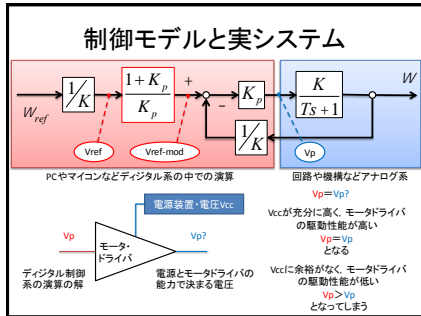 制御モデルと実システム
W_ref
1/K
(1+K_p)/K_p
+
−
K_p
K/(Ts+1)
W
1/K
Vref
Vref-mod
Vp
PCやマイコンなどディジタル系の中での演算
回路や機構などアナログ系
電源装置・電圧Vcc
Vp
モータ・
ドライバ
Vp?
ディジタル制御
系の演算の解
電源とモータドライバの
能力で決まる電圧
Vp=Vp?
Vccが充分に高く、モータドライバ
の駆動性能が高い
Vp=Vp
となる
Vccに余裕がなく、モータドライバ
の駆動性能が低い
Vp>Vp
となってしまう